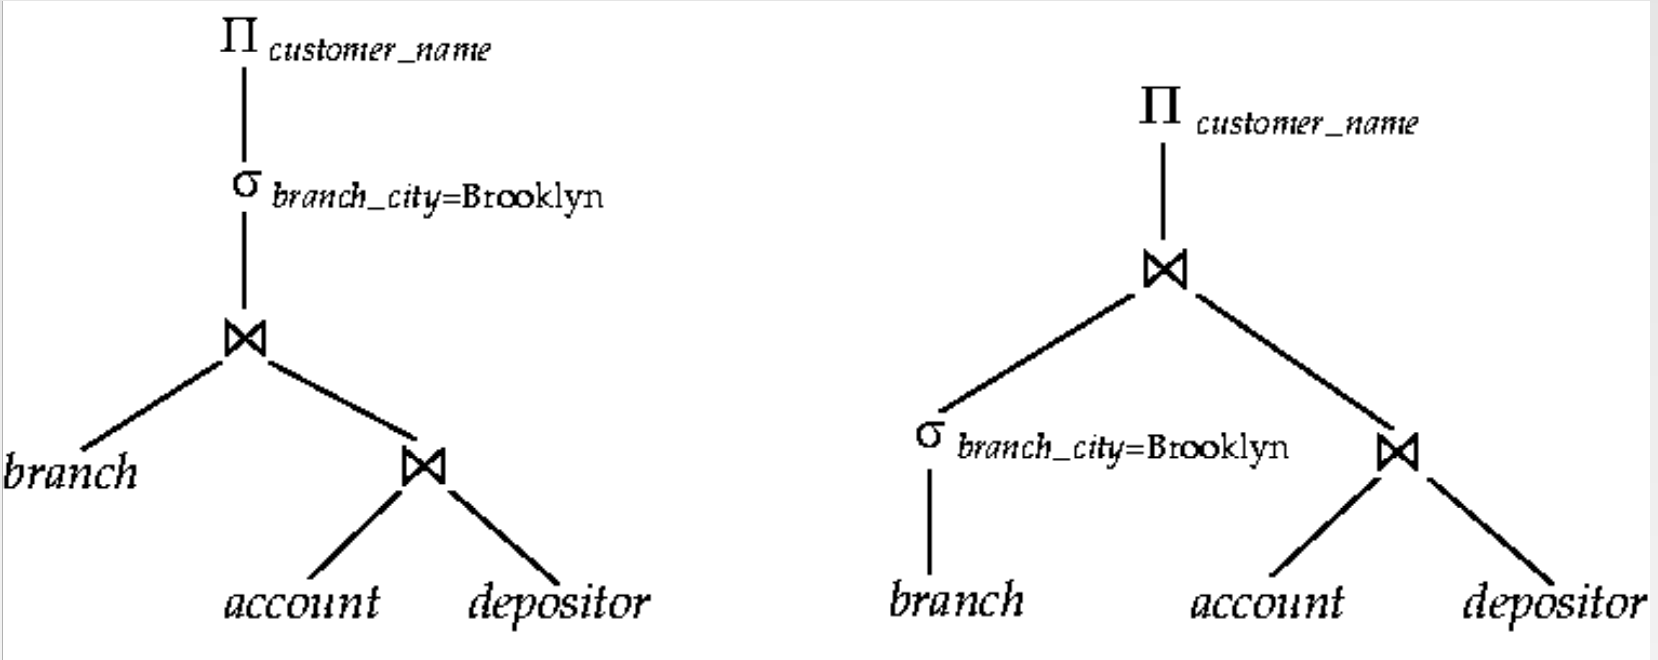 Π customer_name
σ branch_city=Brooklyn
⋈
branch
⋈
account depositor
Π customer_name
⋈
σ branch_city=Brooklyn
⋈
branch
account depositor